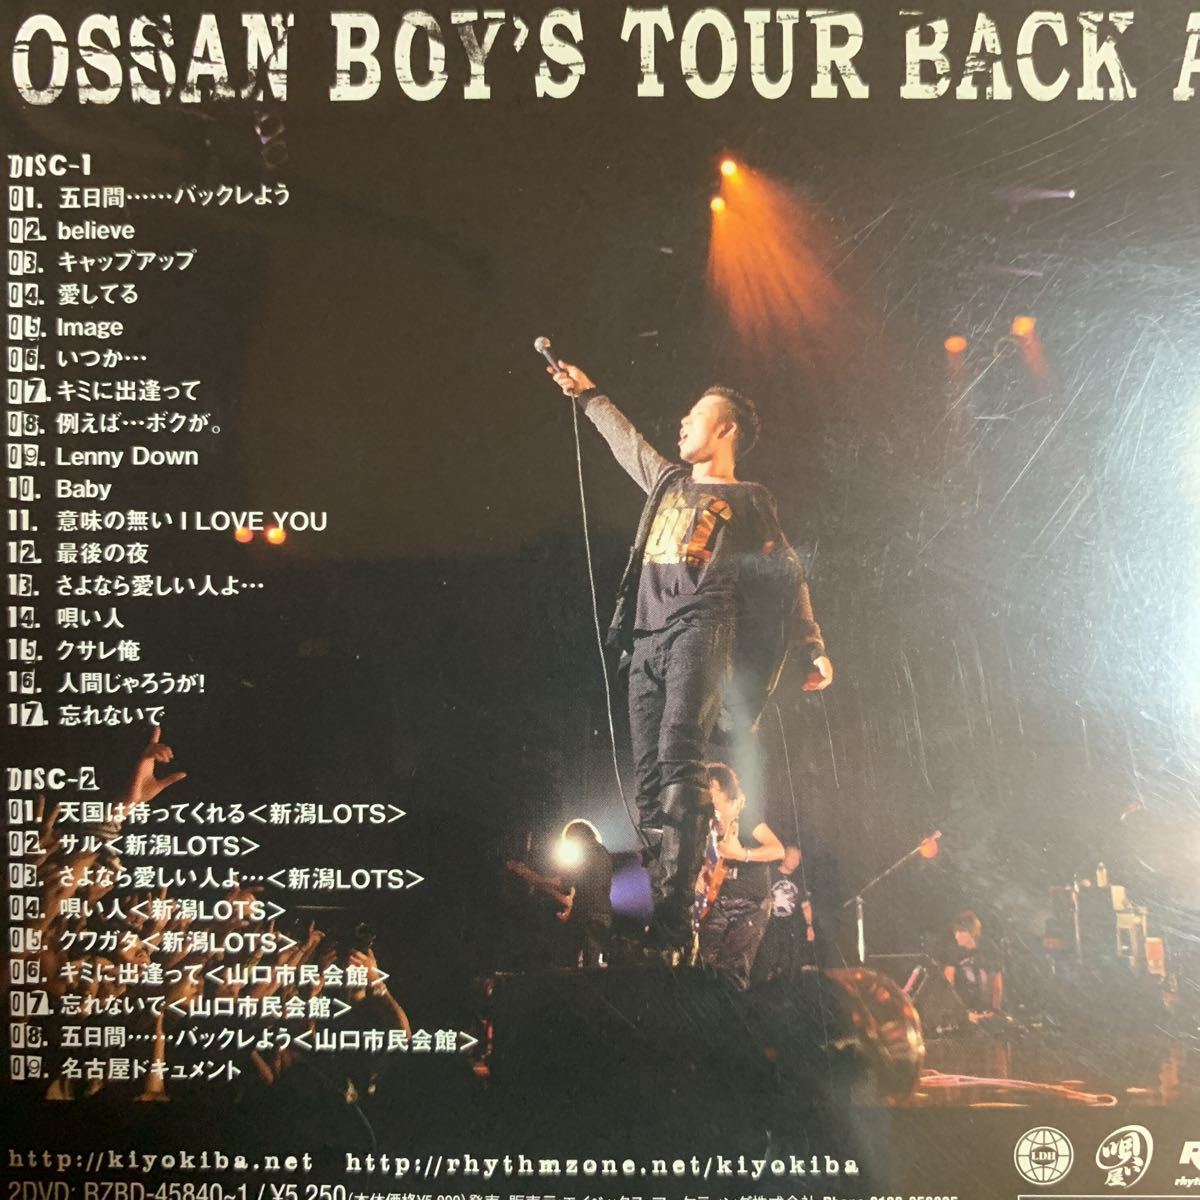 OSSAN BOY'S TOUR BACK A
DISC-1
01. 五日間……バックレよう
02. believe
03. キャップアップ
04. 愛してる
05. Image
06. いつか…
07. キミに出逢って
08. 例えば…ボクが。
09. Lenny Down
10. Baby
11. 意味の無い I LOVE YOU
12. 最後の夜
13. さよなら愛しい人よ…
14. 唄い人
15. クサレ俺
16. 人間じゃろうが!
17. 忘れないで
DISC-2
01. 天国は待ってくれる<新潟LOTS>
02. サル<新潟LOTS>
03. さよなら愛しい人よ…<新潟LOTS>
04. 唄い人<新潟LOTS>
05. クワガタ<新潟LOTS>
06. キミに出逢って<山口市民会館>
07. 忘れないで<山口市民会館>
08. 五日間……バックレよう<山口市民会館>
09. 名古屋ドキュメント
http://kiyokiba.net http://rhythmzone.net/kiyokiba
LDH
唄い屋
R
rhyt
2DVD: BZBD-45840~1 / ¥5,250